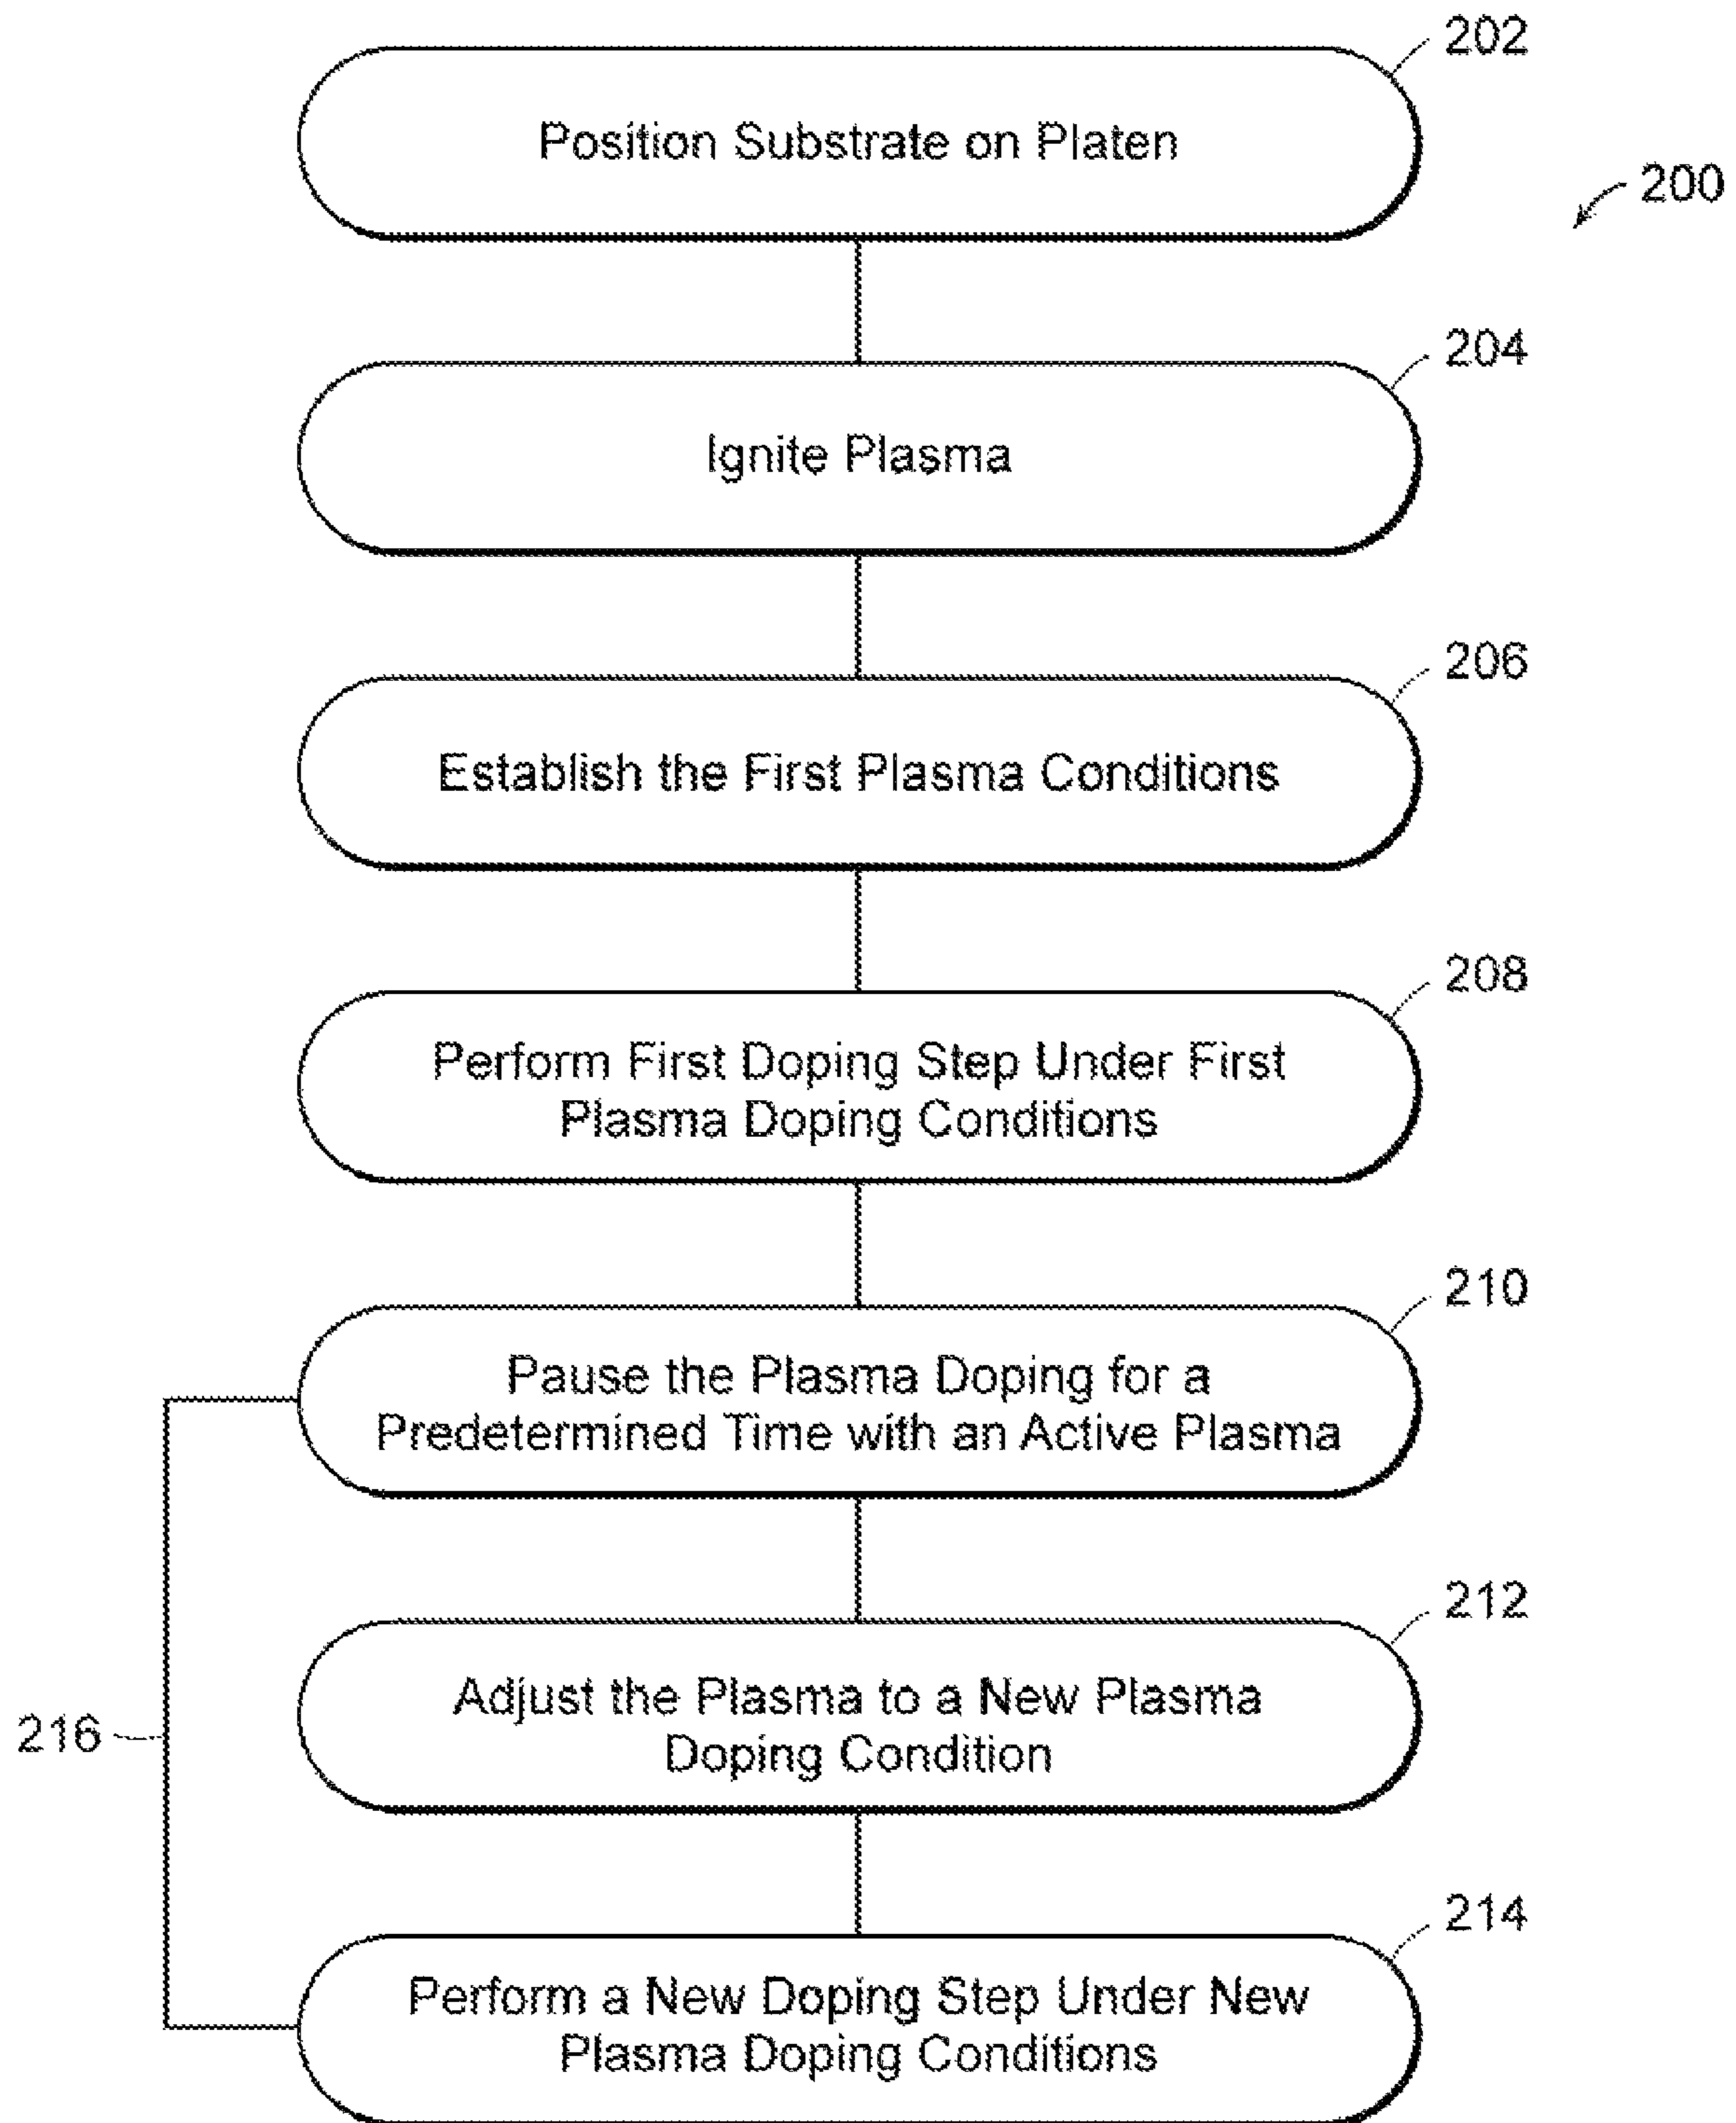 202
Position Substrate on Platen
200
204
Ignite Plasma
206
Establish the First Plasma Conditions
208
Perform First Doping Step Under First
Plasma Doping Conditions
210
Pause the Plasma Doping for a
Predetermined Time with an Active Plasma
212
Adjust the Plasma to a New Plasma
Doping Condition
216
214
Perform a New Doping Step Under New
Plasma Doping Conditions